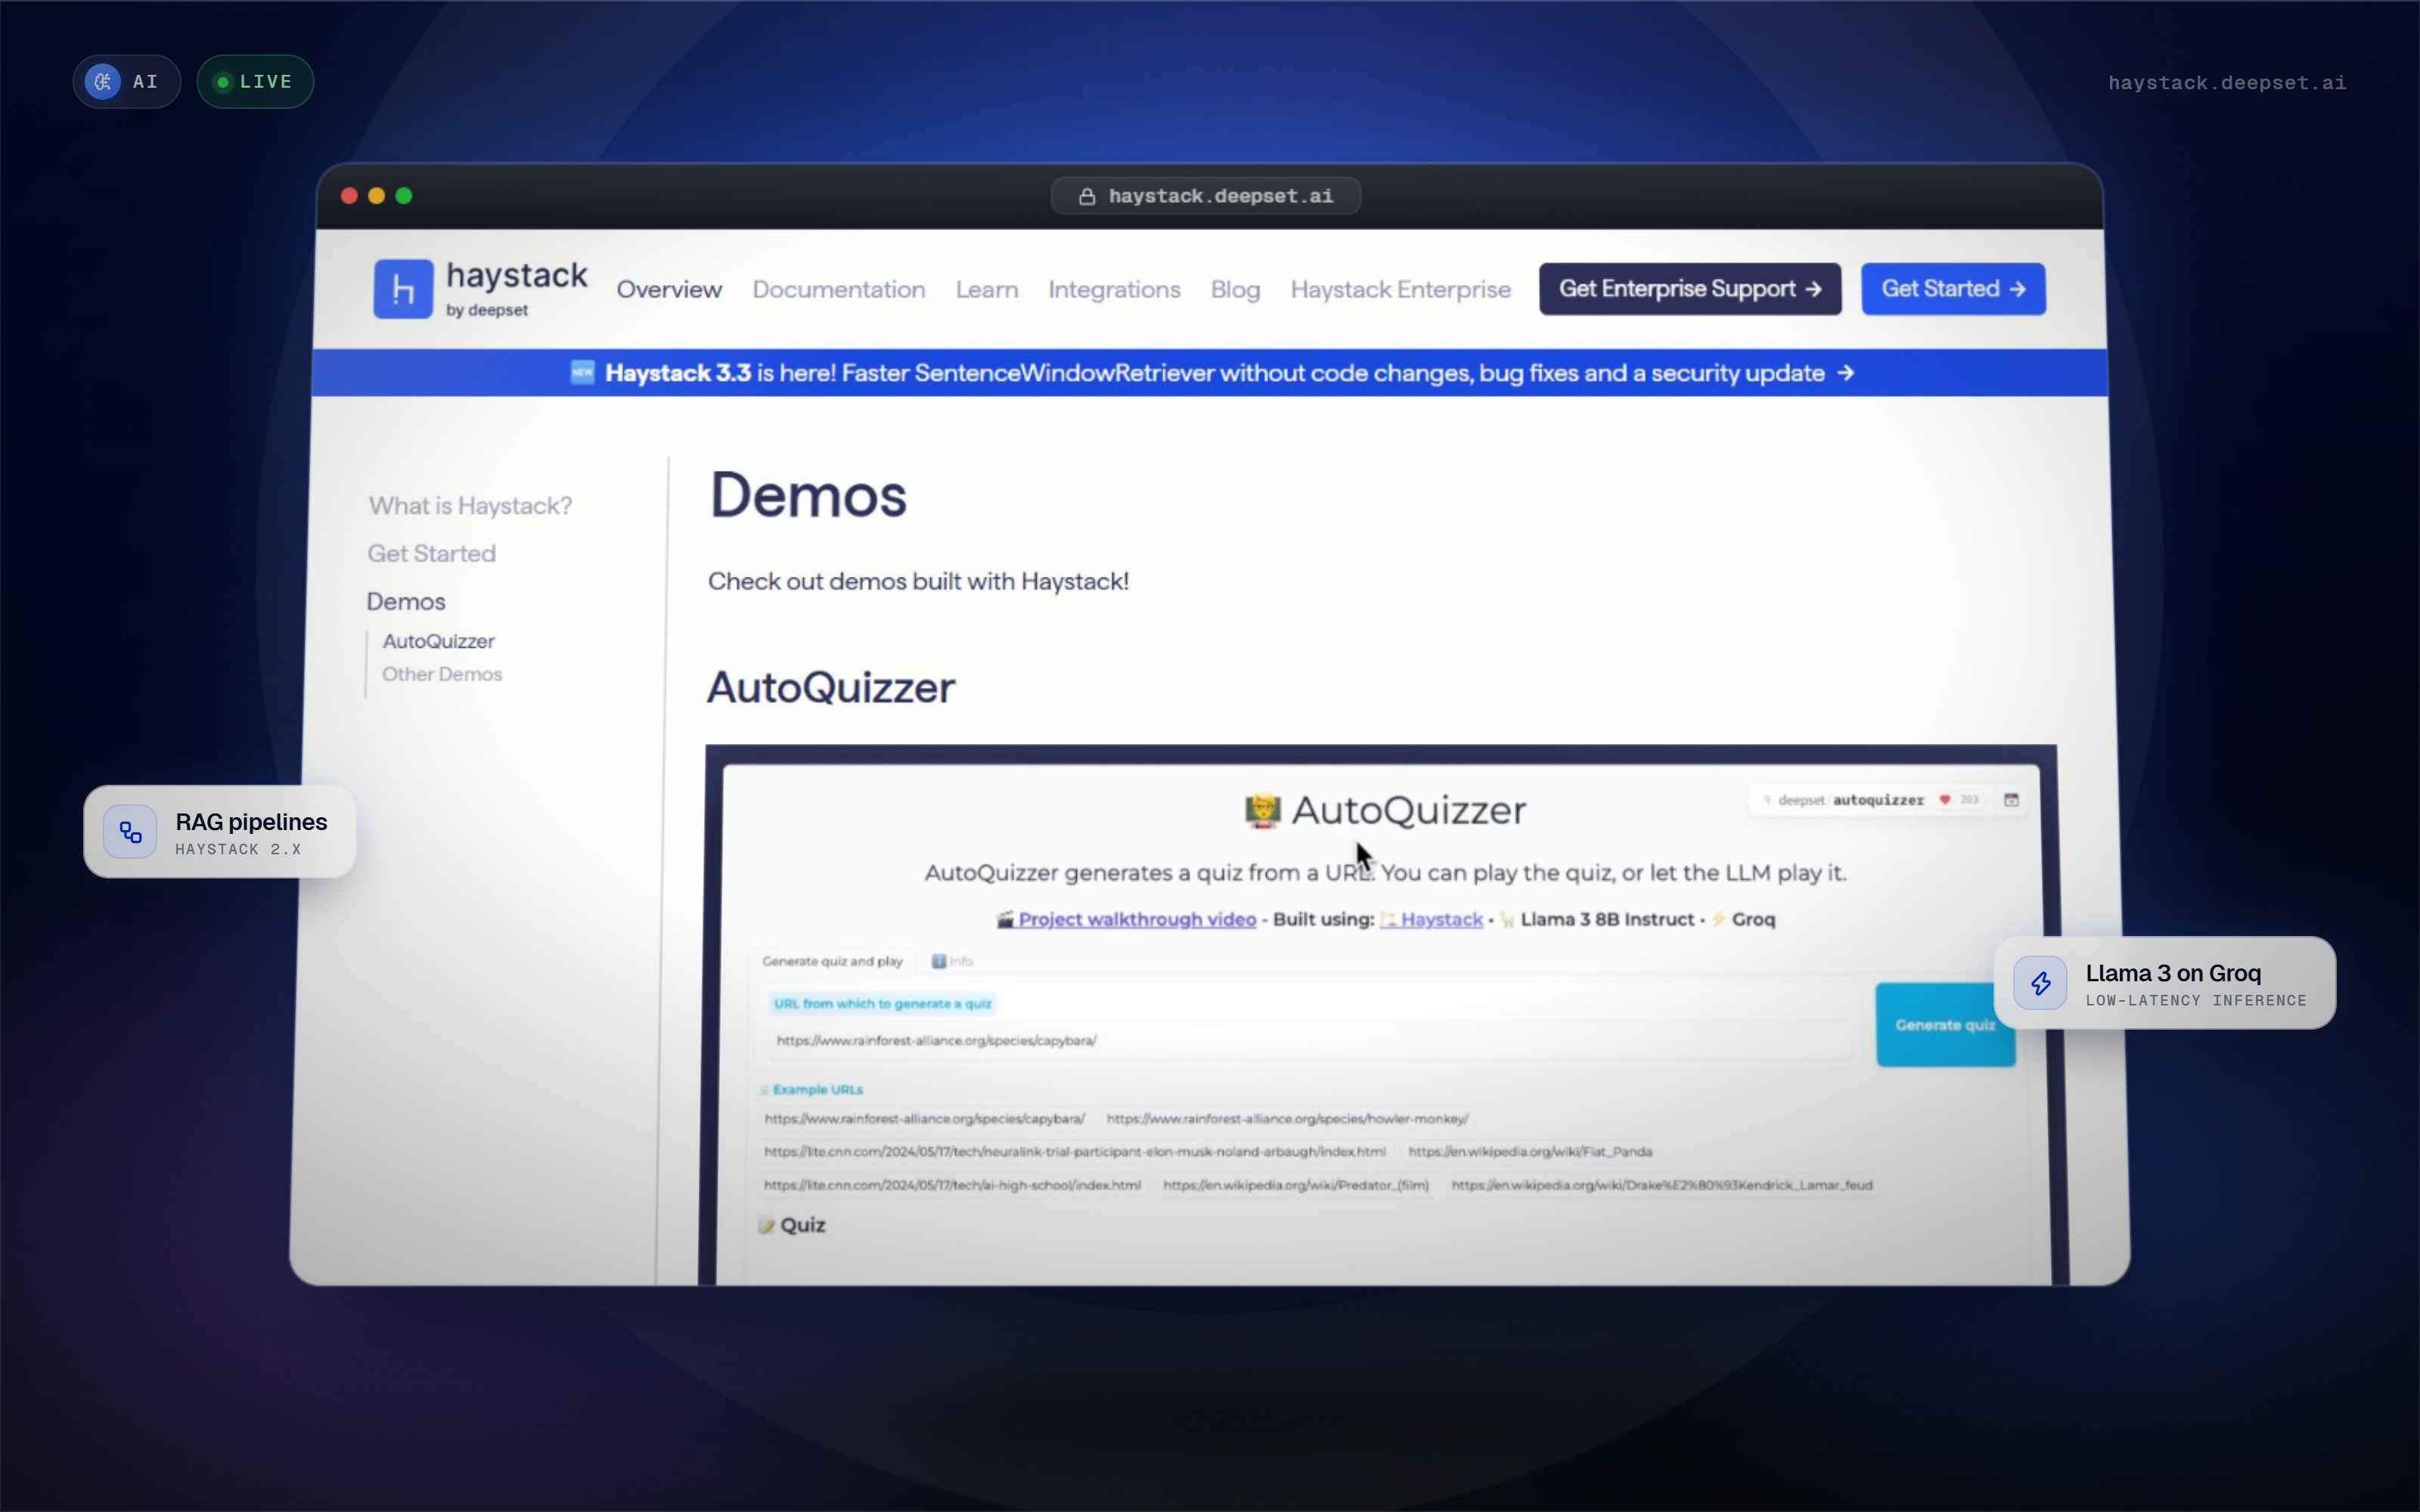 AI
LIVE
haystack.deepset.ai
haystack.deepset.ai
haystack
by deepset
Overview
Documentation
Learn
Integrations
Blog
Haystack Enterprise
Get Enterprise Support →
Get Started →
NEW Haystack 3.3 is here! Faster SentenceWindowRetriever without code changes, bug fixes and a security update →
What is Haystack?
Get Started
Demos
AutoQuizzer
Other Demos
Demos
Check out demos built with Haystack!
AutoQuizzer
AutoQuizzer
deepset autoquizzer 203
AutoQuizzer generates a quiz from a URL. You can play the quiz, or let the LLM play it.
Project walkthrough video - Built using: Haystack • Llama 3 8B Instruct • Groq
Generate quiz and play
Info
URL from which to generate a quiz
https://www.rainforest-alliance.org/species/capybara/
Generate quiz
Example URLs
https://www.rainforest-alliance.org/species/capybara/ https://www.rainforest-alliance.org/species/howler-monkey/
https://lite.cnn.com/2024/05/17/tech/neuralink-trial-participant-elon-musk-noland-arbaugh/index.html https://en.wikipedia.org/wiki/Fiat_Panda
https://lite.cnn.com/2024/05/17/tech/ai-high-school/index.html https://en.wikipedia.org/wiki/Predator_(film) https://en.wikipedia.org/wiki/Drake%E2%80%93Kendrick_Lamar_feud
Quiz
RAG pipelines
HAYSTACK 2.X
Llama 3 on Groq
LOW-LATENCY INFERENCE